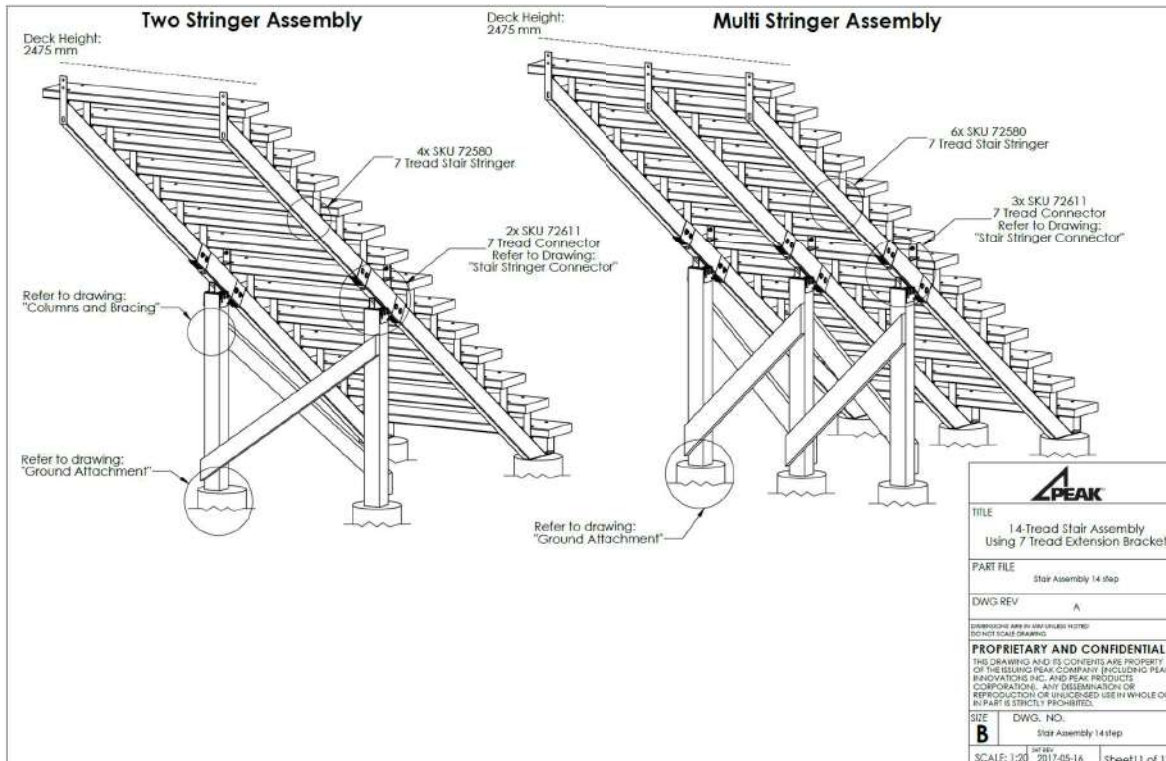 Two Stringer Assembly
Deck Height:
2475 mm
4x SKU 72580
7 Tread Stair Stringer
2x SKU 72611
7 Tread Connector
Refer to Drawing:
"Stair Stringer Connector"
Refer to drawing:
"Columns and Bracing"
Refer to drawing:
"Ground Attachment"
Multi Stringer Assembly
Deck Height:
2475 mm
6x SKU 72580
7 Tread Stair Stringer
3x SKU 72611
7 Tread Connector
Refer to Drawing:
"Stair Stringer Connector"
Refer to drawing:
"Ground Attachment"
PEAK
TITLE
14-Tread Stair Assembly
Using 7 Tread Extension Bracket
PART FILE
Stair Assembly 14 step
DWG REV
A
DIMENSIONS ARE IN MM UNLESS NOTED
DO NOT SCALE DRAWING
PROPRIETARY AND CONFIDENTIAL
THIS DRAWING AND ITS CONTENTS ARE PROPERTY
OF THE ISSUING PEAK COMPANY (INCLUDING PEAK
INNOVATIONS INC. AND PEAK PRODUCTS
CORPORATION). ANY DISSEMINATION OR
REPRODUCTION OR UNLICENSED USE IN WHOLE OR
IN PART IS STRICTLY PROHIBITED.
SIZE
B
DWG. NO.
Stair Assembly 14 step
SCALE: 1:20
2017-05-16
Sheet11 of